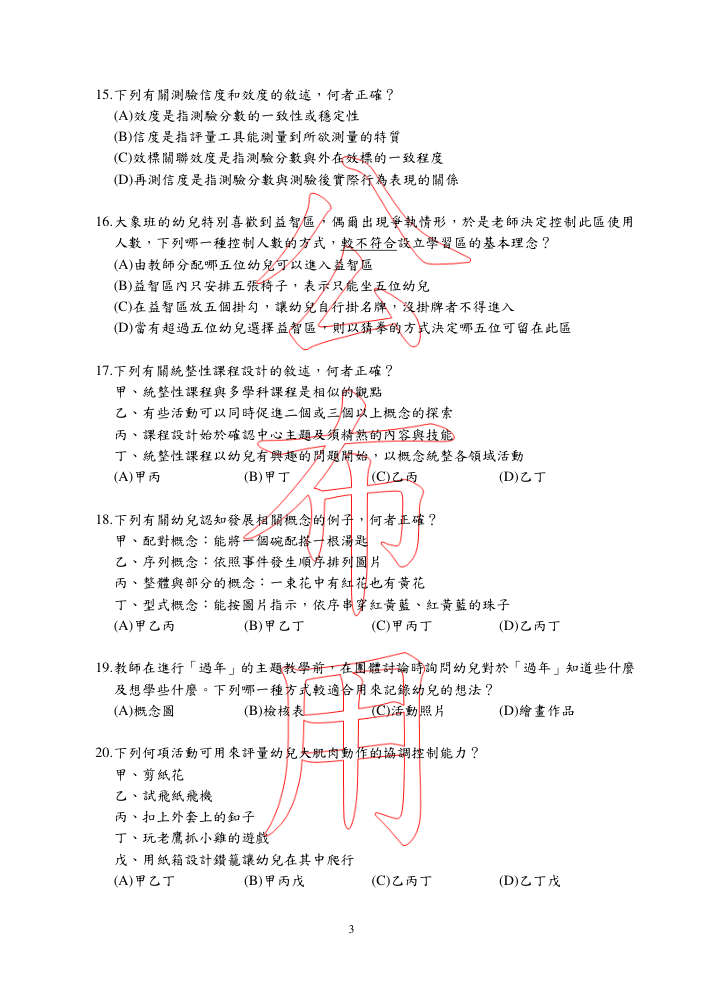 15.下列有關測驗信度和效度的敘述，何者正確？
(A)效度是指測驗分數的一致性或穩定性
(B)信度是指評量工具能測量到所欲測量的特質
(C)效標關聯效度是指測驗分數與外在效標的一致程度
(D)再測信度是指測驗分數與測驗後實際行為表現的關係
16.大象班的幼兒特別喜歡到益智區，偶爾出現爭執情形，於是老師決定控制此區使用
人數，下列哪一種控制人數的方式，較不符合設立學習區的基本理念？
(A)由教師分配哪五位幼兒可以進入益智區
(B)益智區內只安排五張椅子，表示只能坐五位幼兒
(C)在益智區放五個掛勾，讓幼兒自行掛名牌，沒掛牌者不得進入
(D)當有超過五位幼兒選擇益智區，則以猜拳的方式決定哪五位可留在此區
17.下列有關統整性課程設計的敘述，何者正確？
甲、統整性課程與多學科課程是相似的觀點
乙、有些活動可以同時促進二個或三個以上概念的探索
丙、課程設計始於確認中心主題及須精熟的內容與技能
丁、統整性課程以幼兒有興趣的問題開始，以概念統整各領域活動
(A)甲丙 (B)甲丁 (C)乙丙 (D)乙丁
18.下列有關幼兒認知發展相關概念的例子，何者正確？
甲、配對概念：能將一個碗配搭一根湯匙
乙、序列概念：依照事件發生順序排列圖片
丙、整體與部分的概念：一束花中有紅花也有黃花
丁、型式概念：能按圖片指示，依序串穿紅黃藍、紅黃藍的珠子
(A)甲乙丙 (B)甲乙丁 (C)甲丙丁 (D)乙丙丁
19.教師在進行「過年」的主題教學前，在團體討論時詢問幼兒對於「過年」知道些什麼
及想學些什麼。下列哪一種方式較適合用來記錄幼兒的想法？
(A)概念圖 (B)檢核表 (C)活動照片 (D)繪畫作品
20.下列何項活動可用來評量幼兒大肌肉動作的協調控制能力？
甲、剪紙花
乙、試飛紙飛機
丙、扣上外套上的釦子
丁、玩老鷹抓小雞的遊戲
戊、用紙箱設計鑽籠讓幼兒在其中爬行
(A)甲乙丁 (B)甲丙戊 (C)乙丙丁 (D)乙丁戊
3
公
布
用